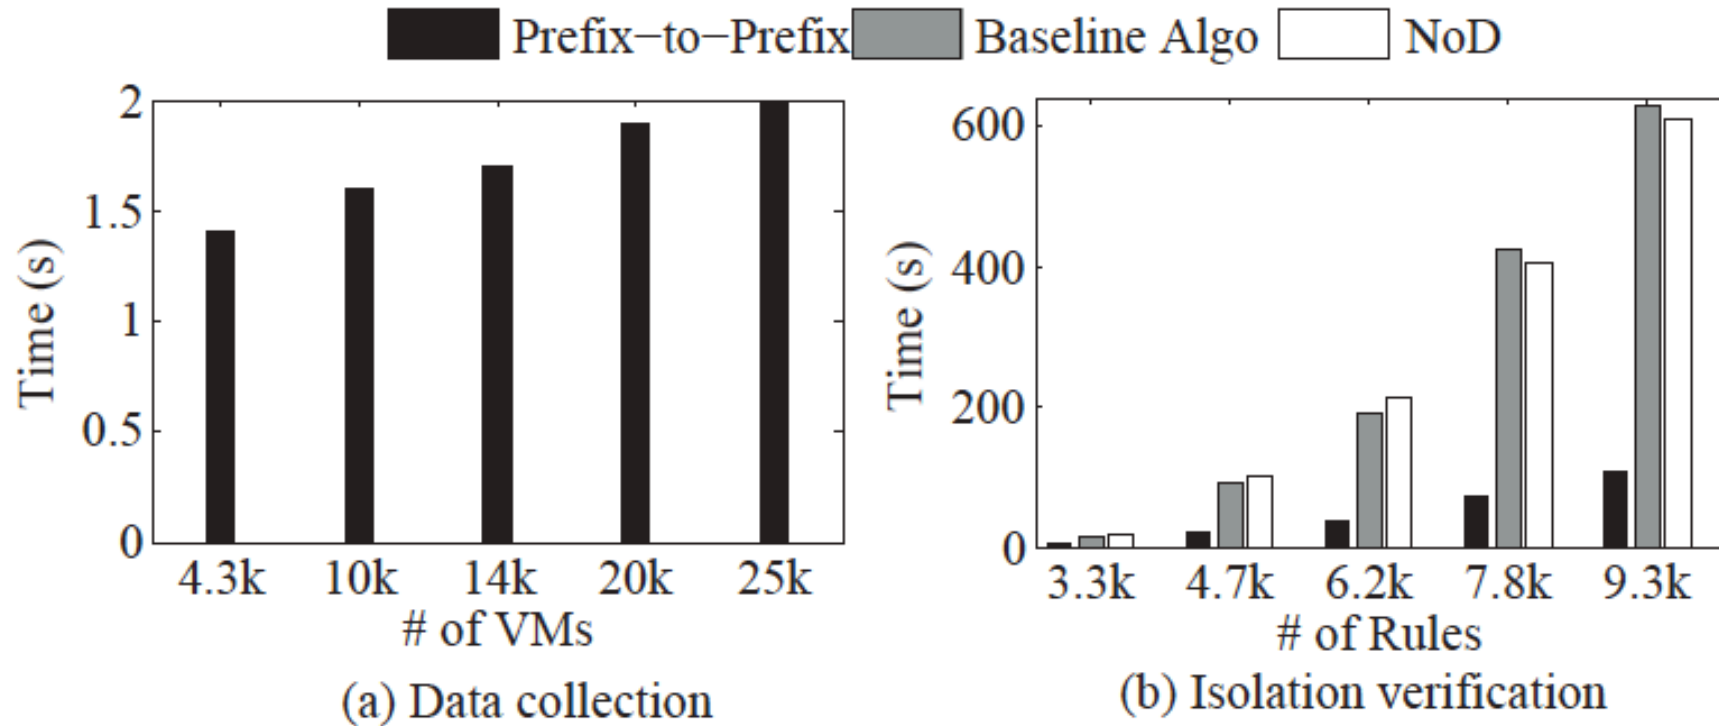 Prefix−to−Prefix Baseline Algo NoD
2
1.5
1
0.5
0
Time (s)
4.3k 10k 14k 20k 25k
# of VMs
(a) Data collection
600
400
200
0
Time (s)
3.3k 4.7k 6.2k 7.8k 9.3k
# of Rules
(b) Isolation verification